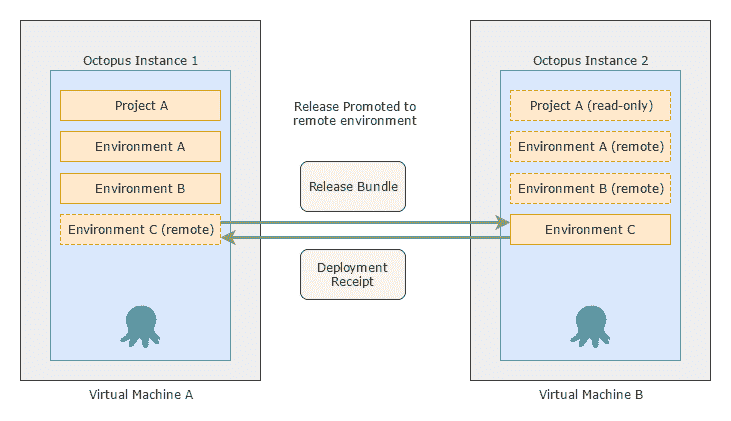 Octopus Instance 1
Project A
Environment A
Environment B
Environment C (remote)
Virtual Machine A
Release Promoted to
remote environment
Release Bundle
Deployment
Receipt
Octopus Instance 2
Project A (read-only)
Environment A (remote)
Environment B (remote)
Environment C
Virtual Machine B